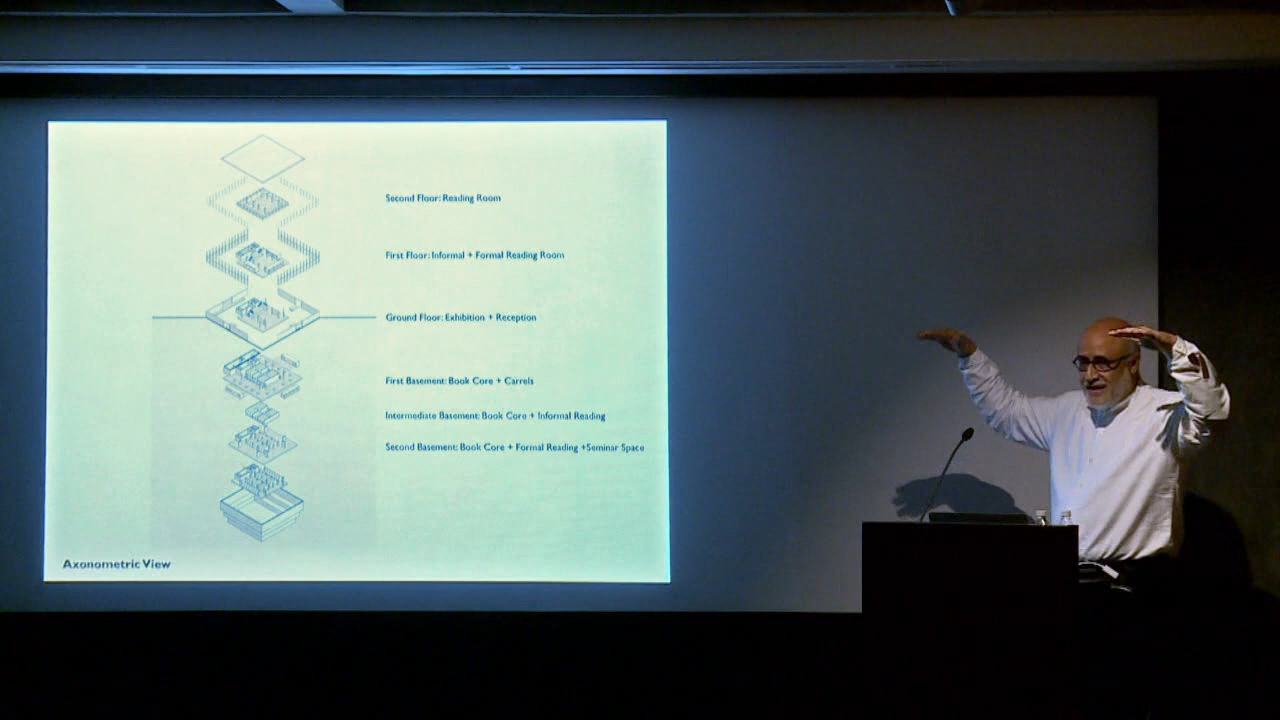 Second Floor: Reading Room
First Floor: Informal + Formal Reading Room
Ground Floor: Exhibition + Reception
First Basement: Book Core + Carrels
Intermediate Basement: Book Core + Informal Reading
Second Basement: Book Core + Formal Reading +Seminar Space
Axonometric View